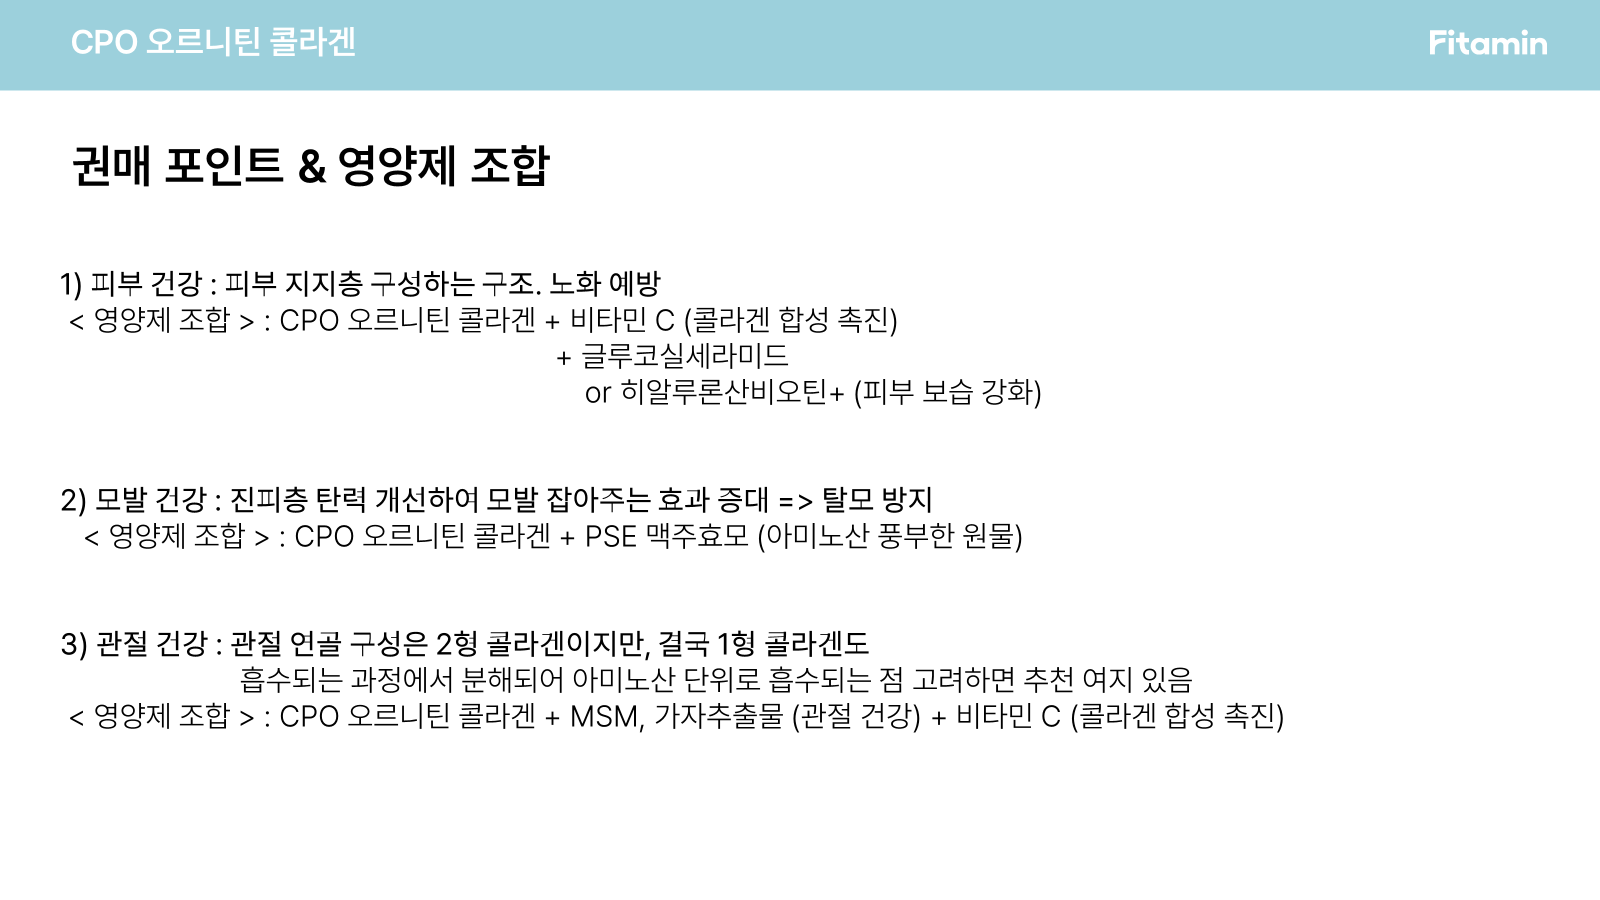 CPO 오르니틴 콜라겐
Fitamin
권매 포인트 & 영양제 조합
1) 피부 건강 : 피부 지지층 구성하는 구조. 노화 예방
< 영양제 조합 > : CPO 오르니틴 콜라겐 + 비타민 C (콜라겐 합성 촉진)
+ 글루코실세라미드
or 히알루론산비오틴+ (피부 보습 강화)
2) 모발 건강 : 진피층 탄력 개선하여 모발 잡아주는 효과 증대 => 탈모 방지
< 영양제 조합 > : CPO 오르니틴 콜라겐 + PSE 맥주효모 (아미노산 풍부한 원물)
3) 관절 건강 : 관절 연골 구성은 2형 콜라겐이지만, 결국 1형 콜라겐도
흡수되는 과정에서 분해되어 아미노산 단위로 흡수되는 점 고려하면 추천 여지 있음
< 영양제 조합 > : CPO 오르니틴 콜라겐 + MSM, 가자추출물 (관절 건강) + 비타민 C (콜라겐 합성 촉진)